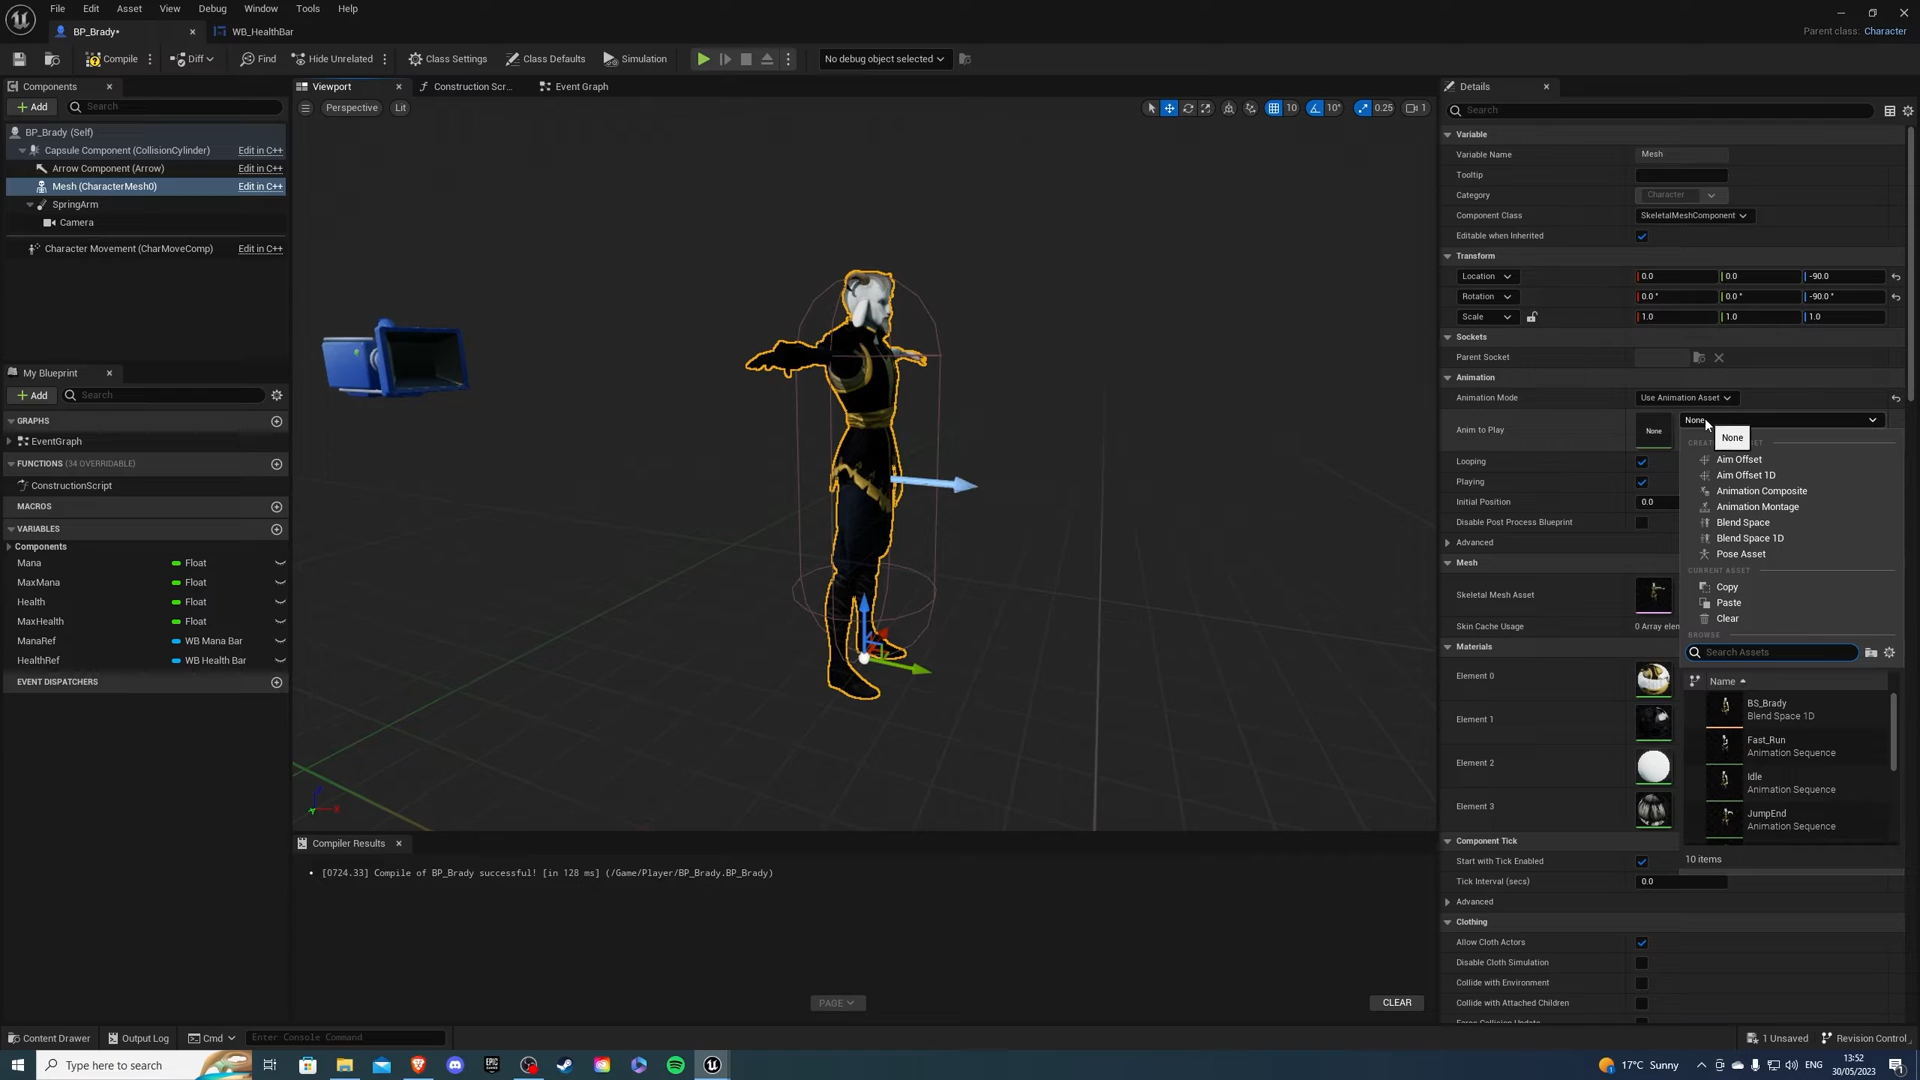 File Edit Asset View Debug Window Tools Help
BP_Brady* WB_HealthBar
Parent class: Character
Compile Diff Find Hide Unrelated Class Settings Class Defaults Simulation No debug object selected
Components
Add Search
BP_Brady (Self)
Capsule Component (CollisionCylinder) Edit in C++
Arrow Component (Arrow) Edit in C++
Mesh (CharacterMesh0) Edit in C++
SpringArm
Camera
Character Movement (CharMoveComp) Edit in C++
My Blueprint
Add Search
GRAPHS
EventGraph
FUNCTIONS (34 OVERRIDABLE)
ConstructionScript
MACROS
VARIABLES
Components
Mana Float
MaxMana Float
Health Float
MaxHealth Float
ManaRef WB Mana Bar
HealthRef WB Health Bar
EVENT DISPATCHERS
Viewport Construction Scr... Event Graph
Perspective Lit
10 10° 0.25 1
Compiler Results
[0724.33] Compile of BP_Brady successful! [in 128 ms] (/Game/Player/BP_Brady.BP_Brady)
PAGE CLEAR
Details
Search
Variable
Variable Name Mesh
Tooltip
Category Character
Component Class SkeletalMeshComponent
Editable when Inherited
Transform
Location 0.0 0.0 -90.0
Rotation 0.0 ° 0.0 ° -90.0 °
Scale 1.0 1.0 1.0
Sockets
Parent Socket
Animation
Animation Mode Use Animation Asset
Anim to Play None None
None
Looping
Playing
Initial Position 0.0
Disable Post Process Blueprint
Advanced
Mesh
Skeletal Mesh Asset
Skin Cache Usage 0 Array elem
Materials
Element 0
Element 1
Element 2
Element 3
Component Tick
Start with Tick Enabled
Tick Interval (secs) 0.0
Advanced
Clothing
Allow Cloth Actors
Disable Cloth Simulation
Collide with Environment
Collide with Attached Children
Aim Offset
Aim Offset 1D
Animation Composite
Animation Montage
Blend Space
Blend Space 1D
Pose Asset
CURRENT ASSET
Copy
Paste
Clear
BROWSE
Search Assets
Name
BS_Brady
Blend Space 1D
Fast_Run
Animation Sequence
Idle
Animation Sequence
JumpEnd
Animation Sequence
10 items
Content Drawer Output Log Cmd Enter Console Command 1 Unsaved Revision Control
Type here to search 17°C Sunny ENG 13:52
30/05/2023